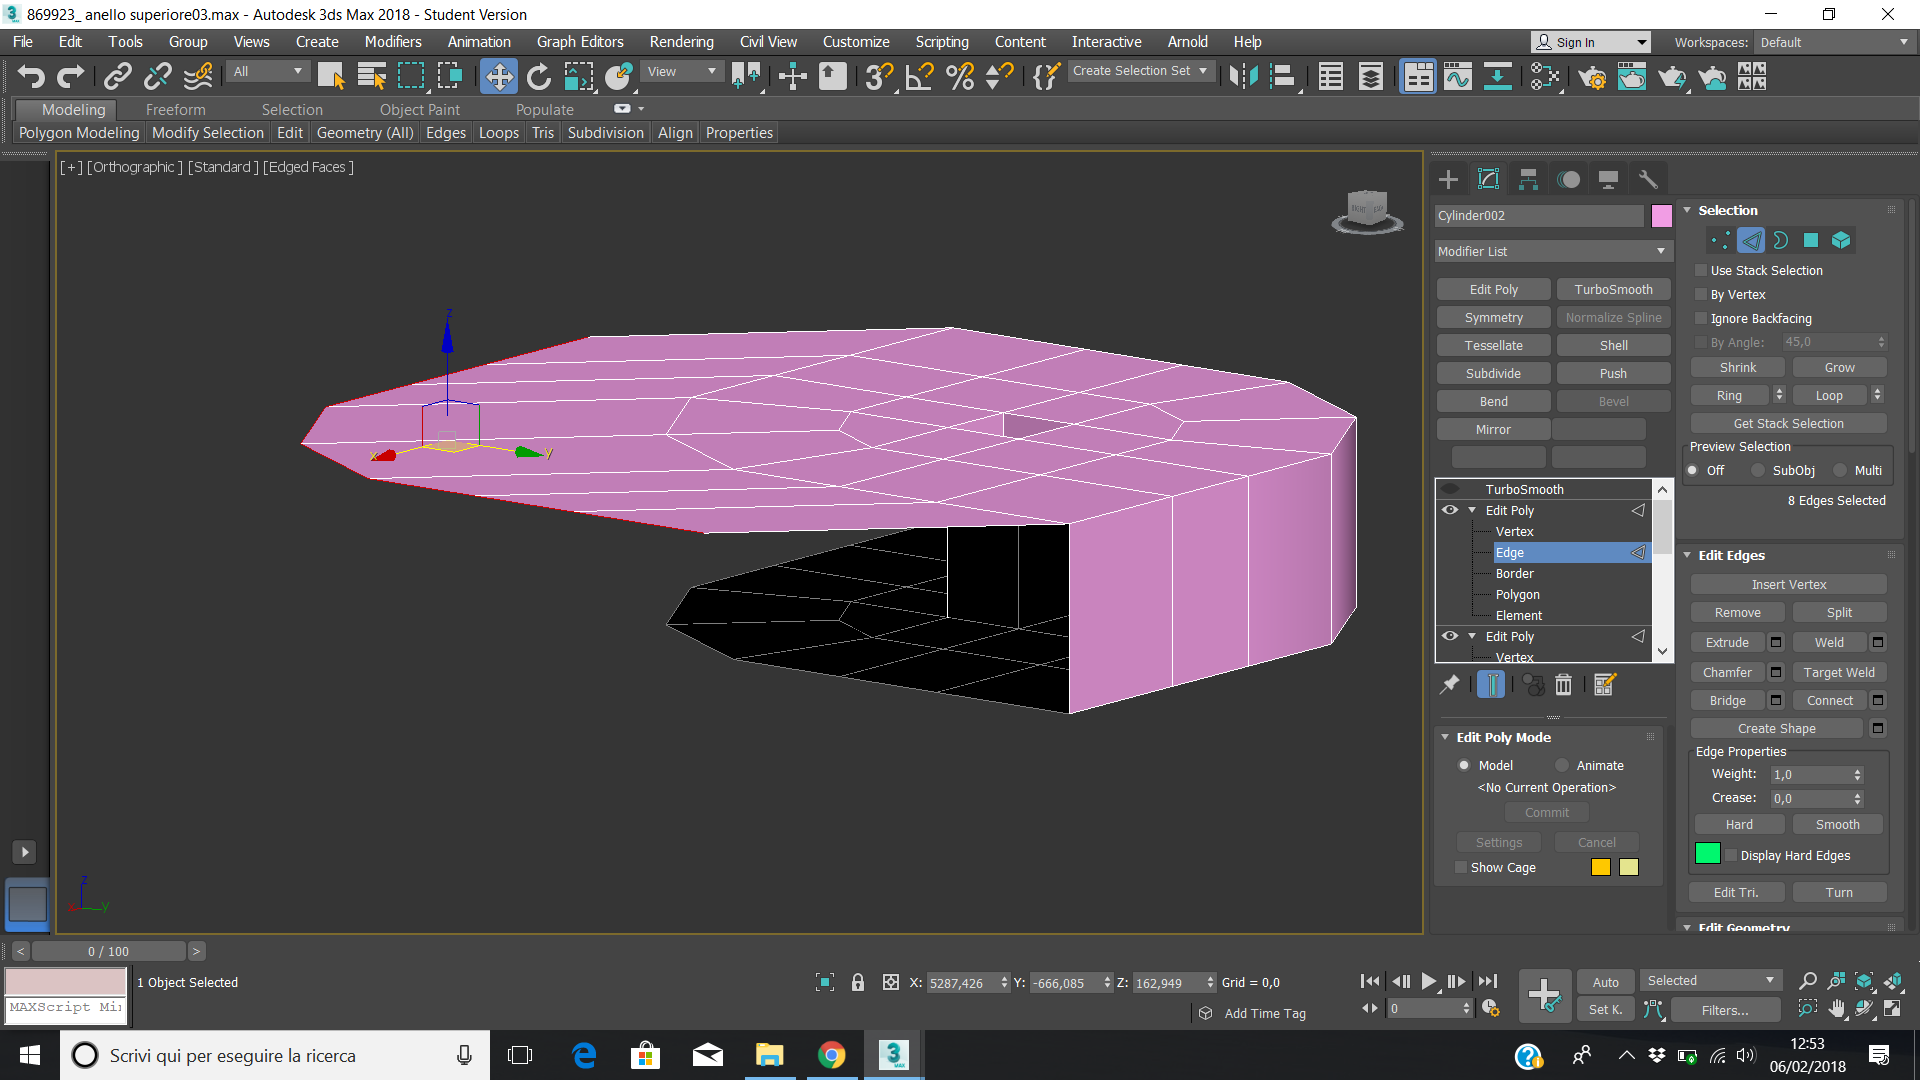 869923_ anello superiore03.max - Autodesk 3ds Max 2018 - Student Version
File Edit Tools Group Views Create Modifiers Animation Graph Editors Rendering Civil View Customize Scripting Content Interactive Arnold Help
Sign In
Workspaces: Default
All
View
Create Selection Set
Modeling Freeform Selection Object Paint Populate
Polygon Modeling Modify Selection Edit Geometry (All) Edges Loops Tris Subdivision Align Properties
[ + ] [Orthographic ] [Standard ] [Edged Faces ]
z
x
y
z
x
y
Cylinder002
Modifier List
Edit Poly TurboSmooth
Symmetry Normalize Spline
Tessellate Shell
Subdivide Push
Bend Bevel
Mirror
TurboSmooth
Edit Poly
Vertex
Edge
Border
Polygon
Element
Edit Poly
Vertex
Edit Poly Mode
Model Animate
<No Current Operation>
Commit
Settings Cancel
Show Cage
Selection
Use Stack Selection
By Vertex
Ignore Backfacing
By Angle: 45,0
Shrink Grow
Ring Loop
Get Stack Selection
Preview Selection
Off SubObj Multi
8 Edges Selected
Edit Edges
Insert Vertex
Remove Split
Extrude Weld
Chamfer Target Weld
Bridge Connect
Create Shape
Edge Properties
Weight: 1,0
Crease: 0,0
Hard Smooth
Display Hard Edges
Edit Tri. Turn
Edit Geometry
< 0 / 100 >
MAXScript Mi
1 Object Selected
X: 5287,426 Y: -666,085 Z: 162,949 Grid = 0,0
Add Time Tag
0
Auto Selected
Set K. Filters...
Scrivi qui per eseguire la ricerca
3
MAX
12:53
06/02/2018